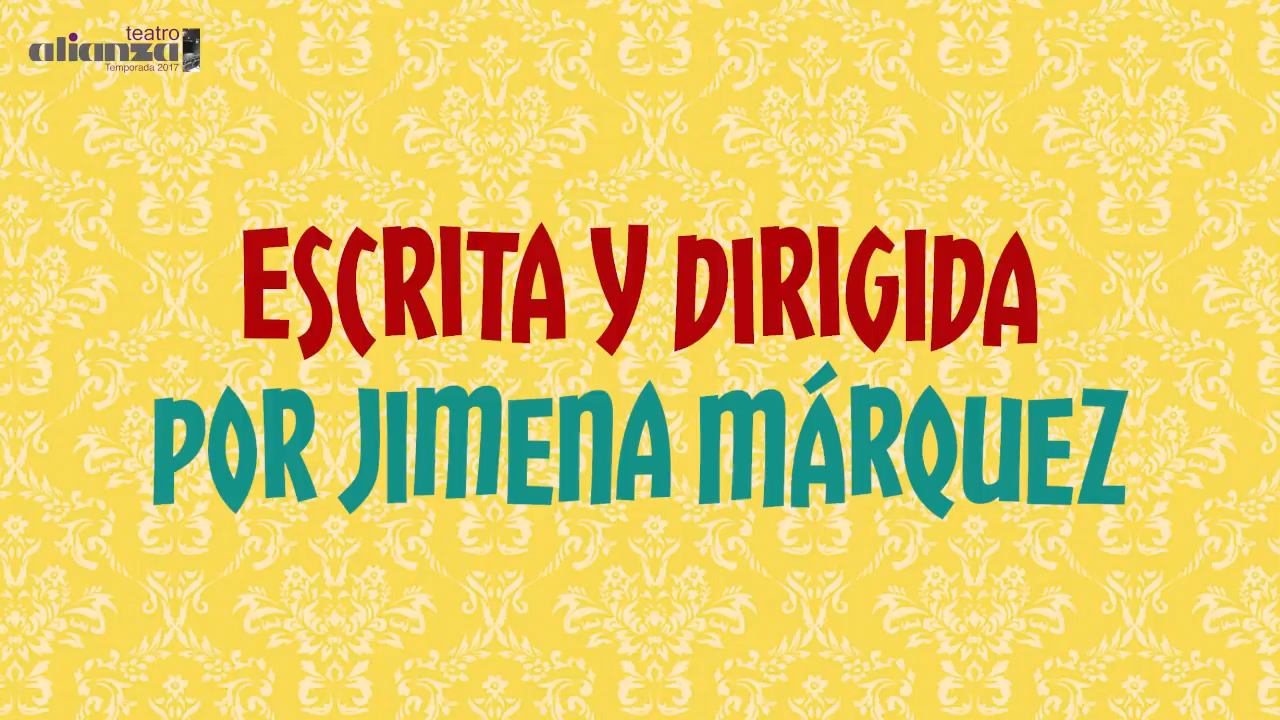 teatro
alianza
Temporada 2017
ESCRITA Y DIRIGIDA
POR JIMENA MÁRQUEZ